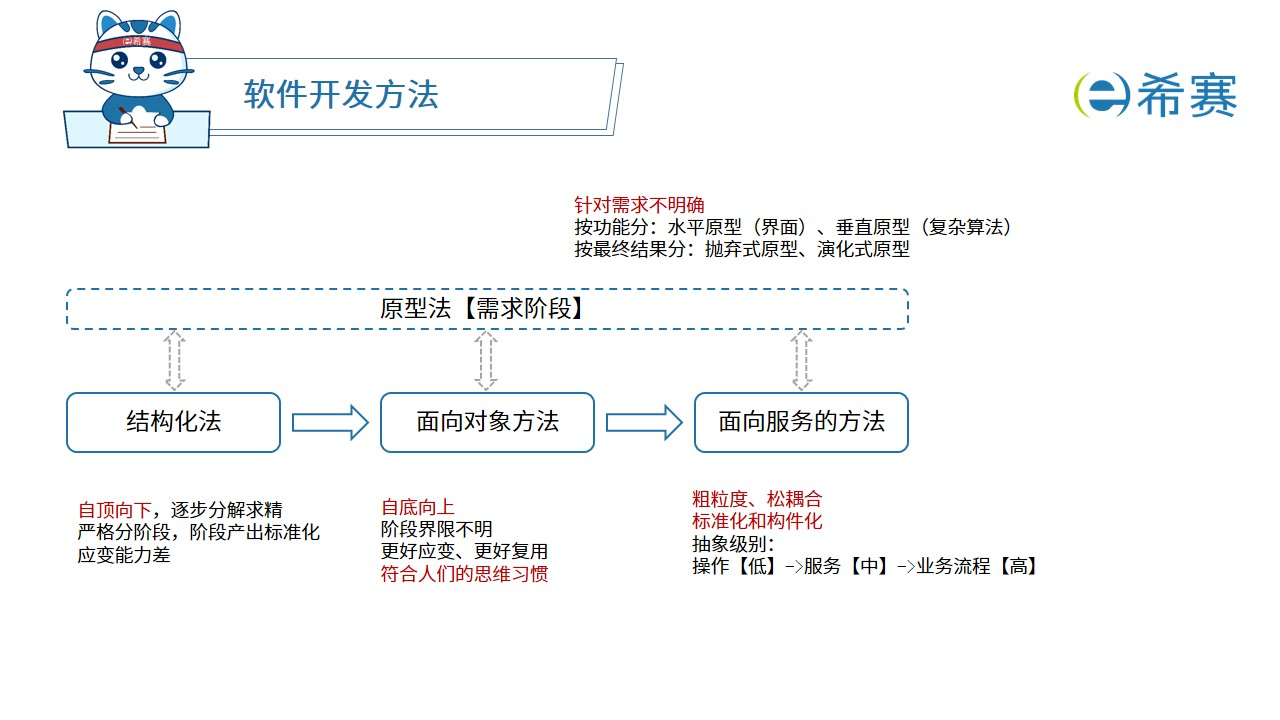 希赛
软件开发方法
希赛
针对需求不明确
按功能分：水平原型（界面）、垂直原型（复杂算法）
按最终结果分：抛弃式原型、演化式原型
原型法【需求阶段】
结构化法
面向对象方法
面向服务的方法
自顶向下，逐步分解求精
严格分阶段，阶段产出标准化
应变能力差
自底向上
阶段界限不明
更好应变、更好复用
符合人们的思维习惯
粗粒度、松耦合
标准化和构件化
抽象级别：
操作【低】->服务【中】->业务流程【高】